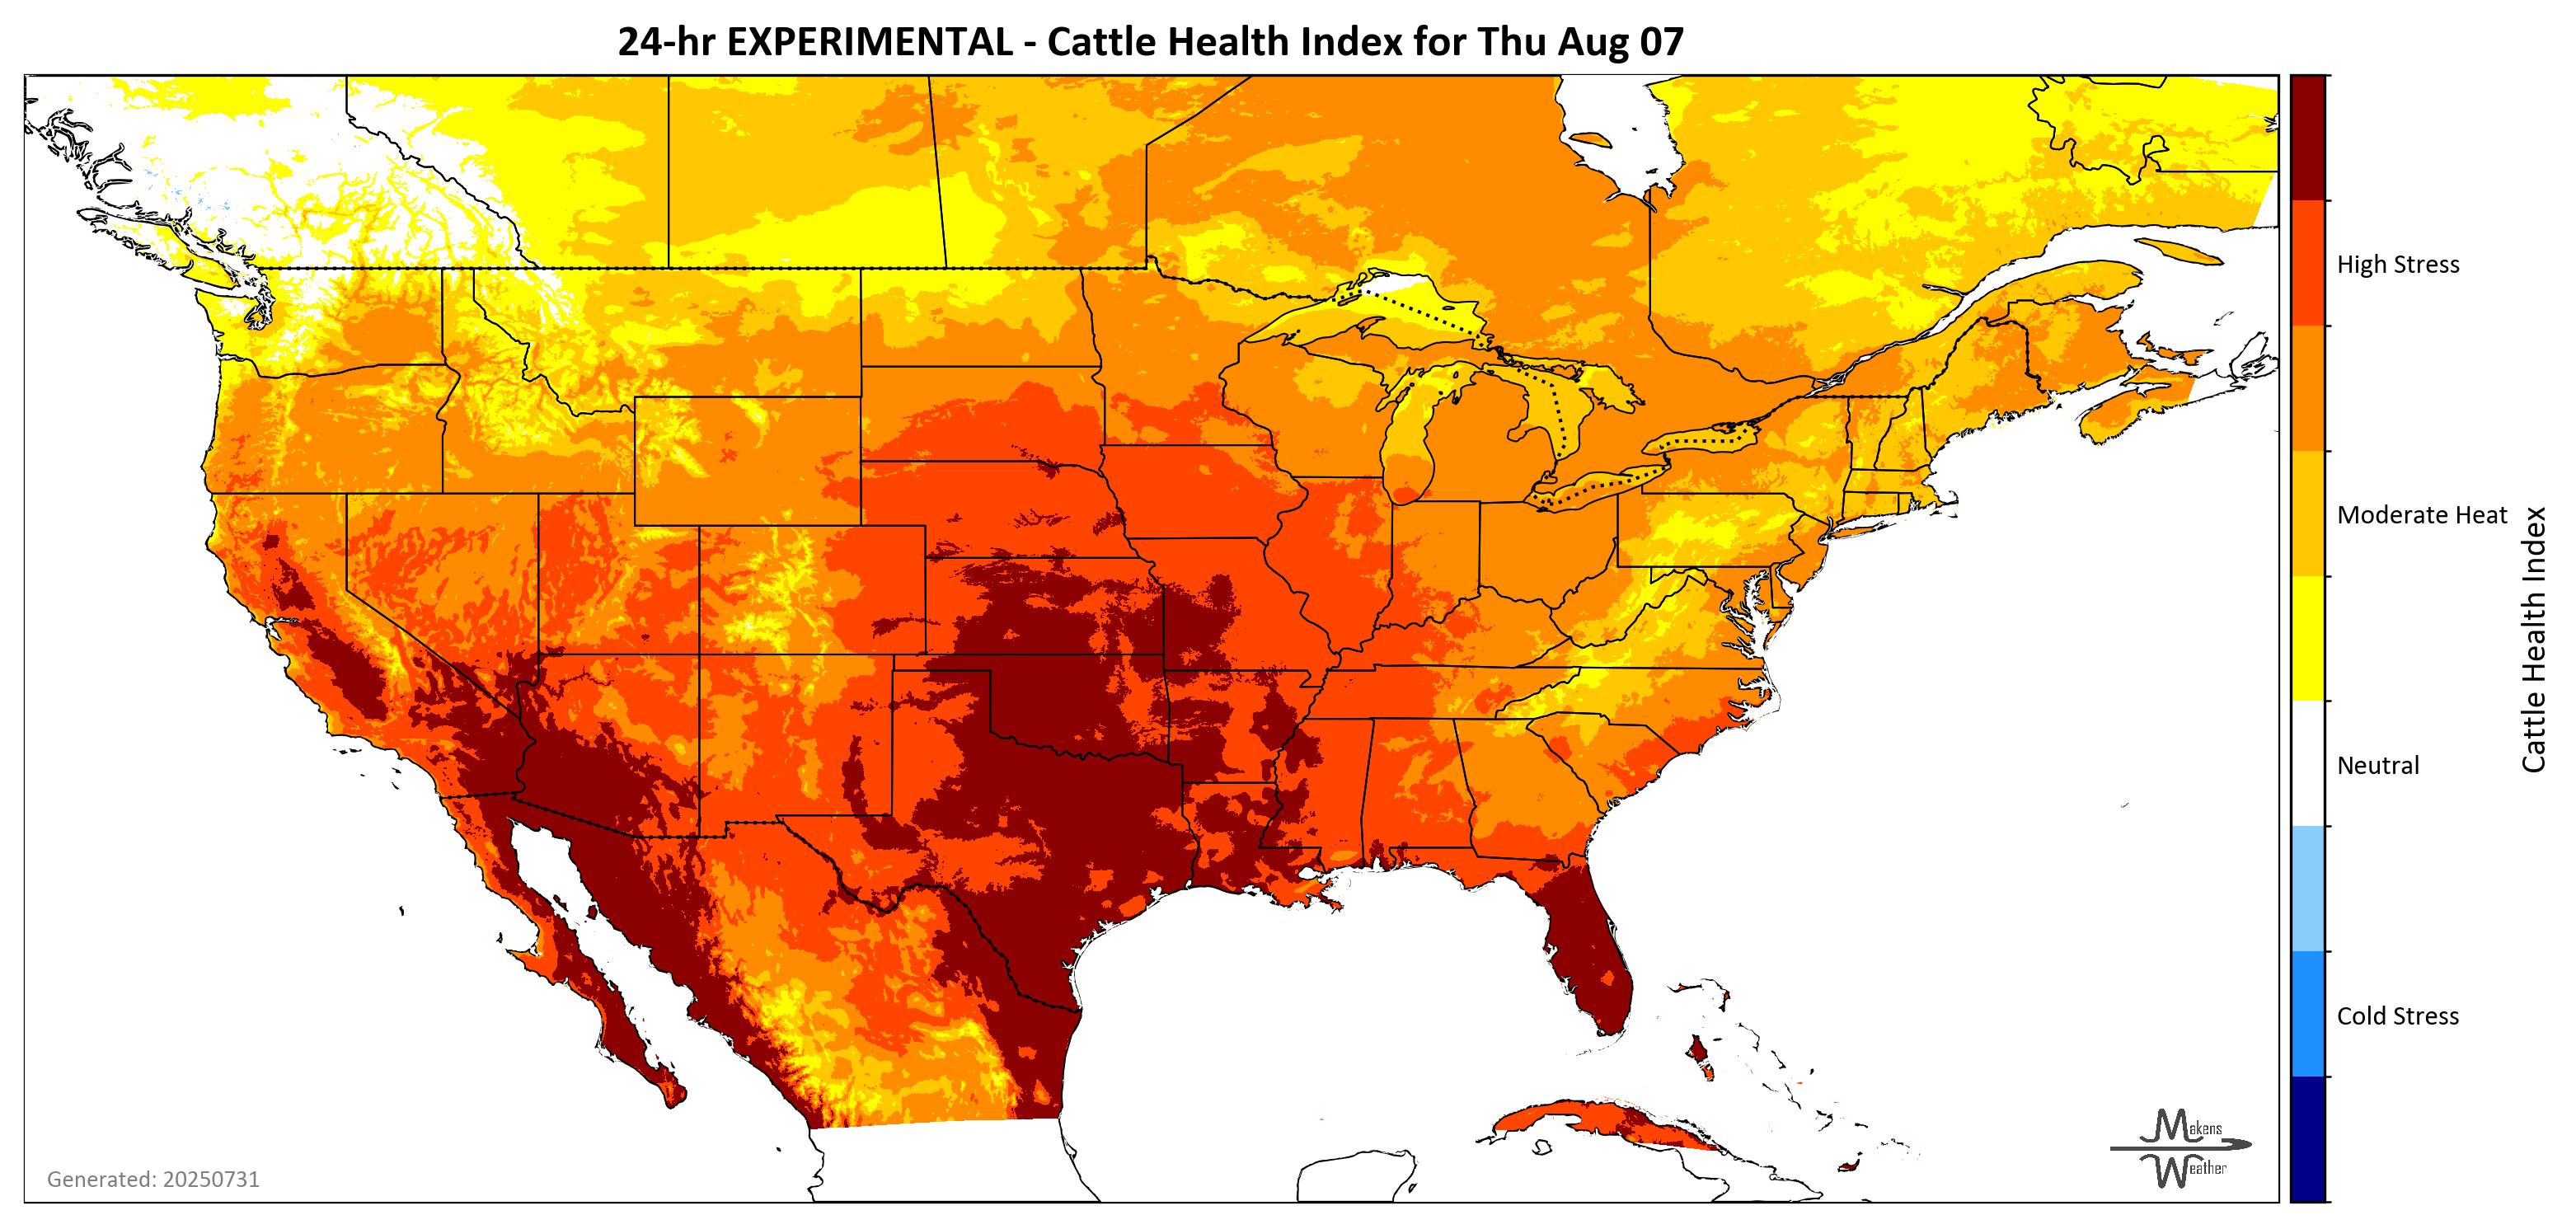 24-hr EXPERIMENTAL - Cattle Health Index for Thu Aug 07
High Stress
Moderate Heat
Neutral
Cold Stress
Cattle Health Index
Generated: 20250731
Makens
Weather